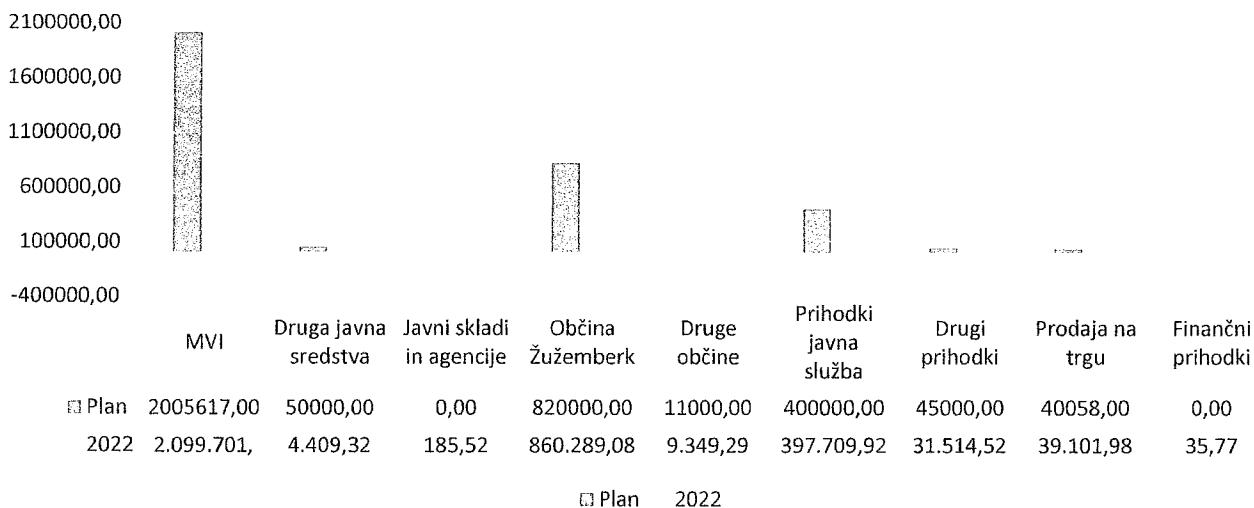 2100000,00
1600000,00
1100000,00
600000,00
100000,00
-400000,00
MVI
Druga javna sredstva
Javni skladi in agencije
Občina Žužemberk
Druge občine
Prihodki javna služba
Drugi prihodki
Prodaja na trgu
Finančni prihodki
Plan 2005617,00 50000,00 0,00 820000,00 11000,00 400000,00 45000,00 40058,00 0,00
2022 2.099.701, 4.409,32 185,52 860.289,08 9.349,29 397.709,92 31.514,52 39.101,98 35,77
Plan 2022